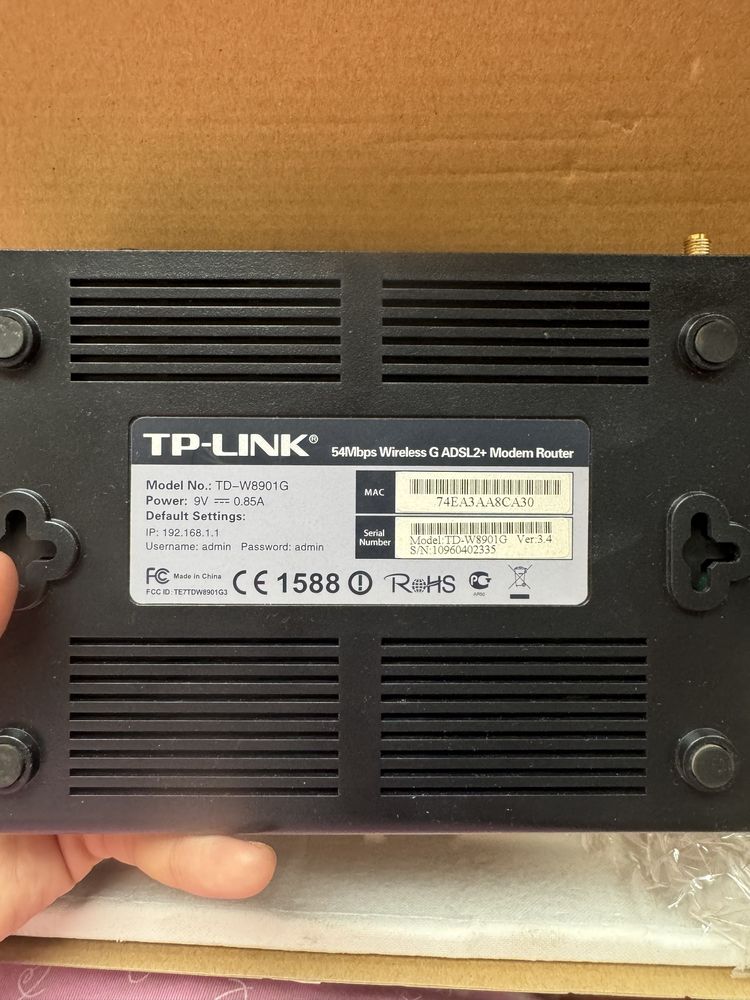 TP-LINK®
54Mbps Wireless G ADSL2+ Modem Router
Model No.: TD-W8901G
Power: 9V ⎓ 0.85A
Default Settings:
IP: 192.168.1.1
Username: admin Password: admin
MAC
74EA3AA8CA30
Serial Number
Model:TD-W8901G Ver:3.4
S/N:10960402335
FC Made in China
FCC ID: TE7TDW8901G3
CE 1588
RoHS